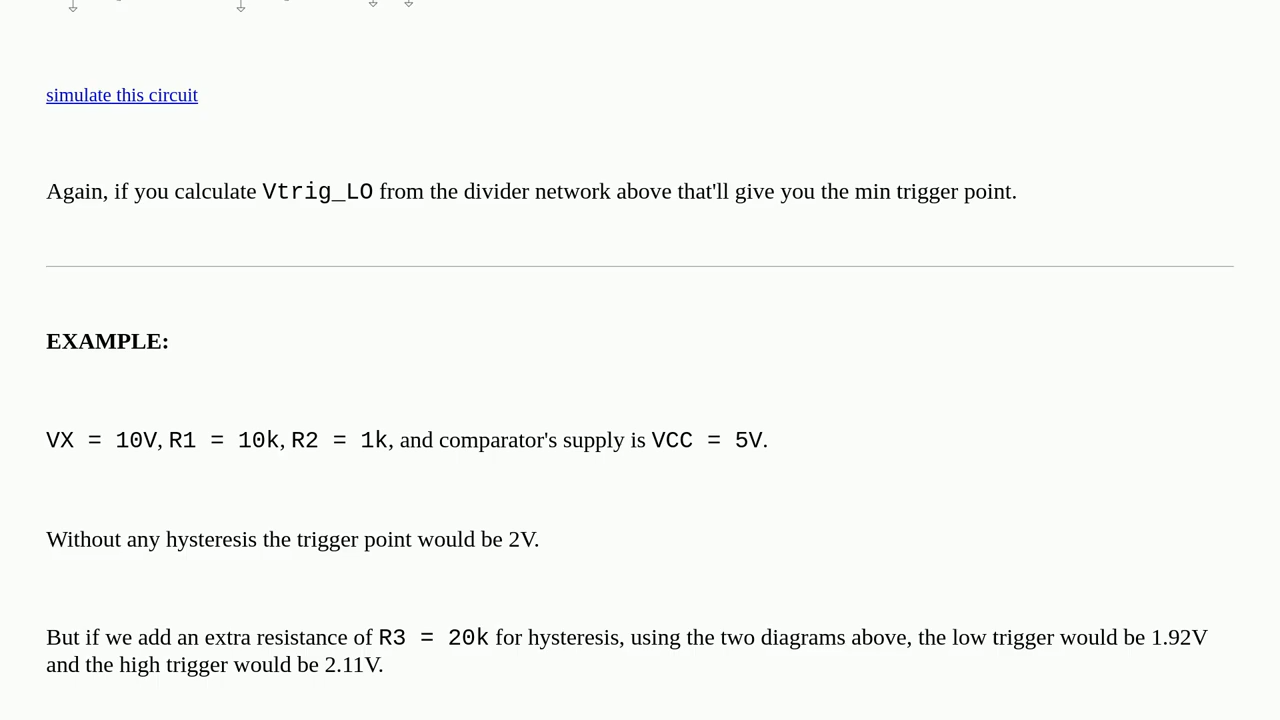 simulate this circuit
Again, if you calculate Vtrig_LO from the divider network above that'll give you the min trigger point.
EXAMPLE:
VX = 10V, R1 = 10k, R2 = 1k, and comparator's supply is VCC = 5V.
Without any hysteresis the trigger point would be 2V.
But if we add an extra resistance of R3 = 20k for hysteresis, using the two diagrams above, the low trigger would be 1.92V
and the high trigger would be 2.11V.